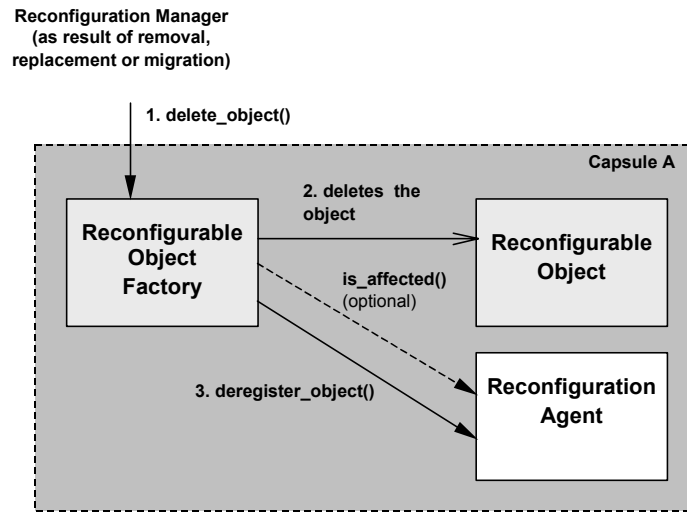 Reconfiguration Manager
(as result of removal,
replacement or migration)
1. delete_object()
Capsule A
2. deletes the
object
Reconfigurable
Object
Factory
Reconfigurable
Object
is_affected()
(optional)
3. deregister_object()
Reconfiguration
Agent